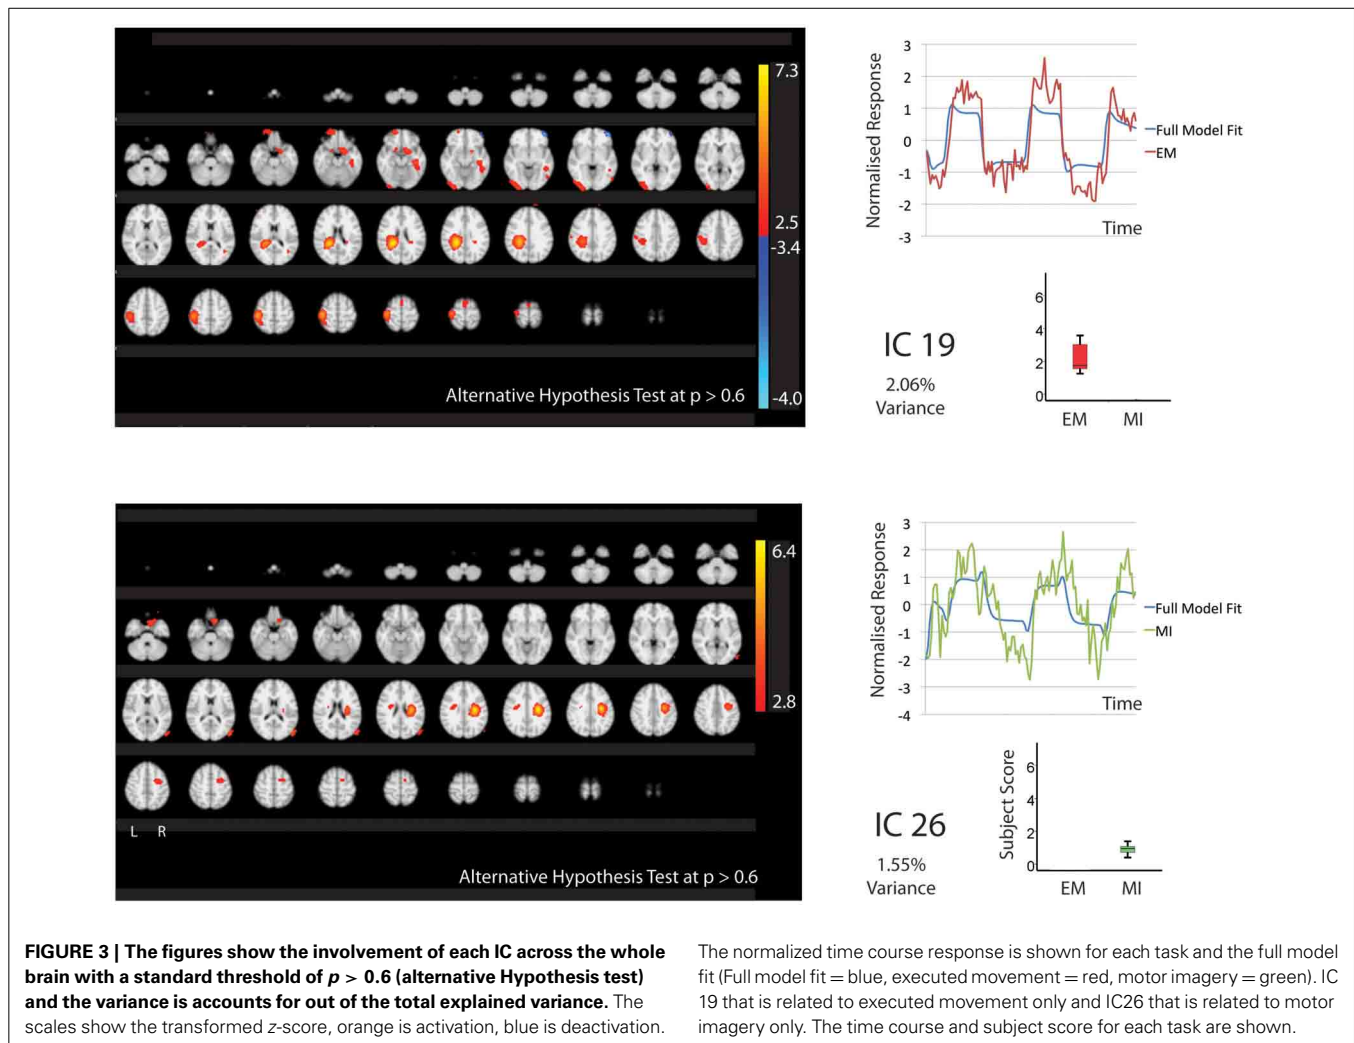 7.3
2.5
-3.4
-4.0
Alternative Hypothesis Test at p > 0.6
3
2
1
0
-1
-2
-3
Normalised Response
Time
Full Model Fit
EM
IC 19
2.06%
Variance
6
4
2
0
EM MI
6.4
2.8
L R
Alternative Hypothesis Test at p > 0.6
3
2
1
0
-1
-2
-3
-4
Normalised Response
Time
Full Model Fit
MI
IC 26
1.55%
Variance
Subject Score
6
4
2
0
EM MI
FIGURE 3 | The figures show the involvement of each IC across the whole
brain with a standard threshold of p > 0.6 (alternative Hypothesis test)
and the variance is accounts for out of the total explained variance. The
scales show the transformed z-score, orange is activation, blue is deactivation.
The normalized time course response is shown for each task and the full model
fit (Full model fit = blue, executed movement = red, motor imagery = green). IC
19 that is related to executed movement only and IC26 that is related to motor
imagery only. The time course and subject score for each task are shown.